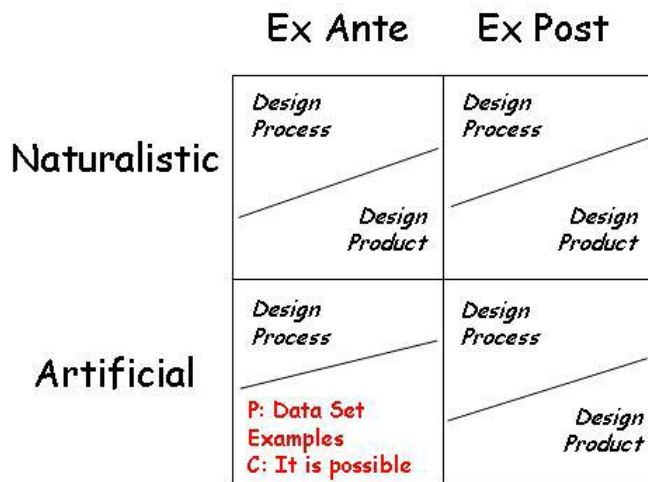 Ex Ante Ex Post
Design Process
Design Process
Naturalistic
Design Product
Design Product
Design Process
Design Process
Artificial
P: Data Set
Examples
C: It is possible
Design Product